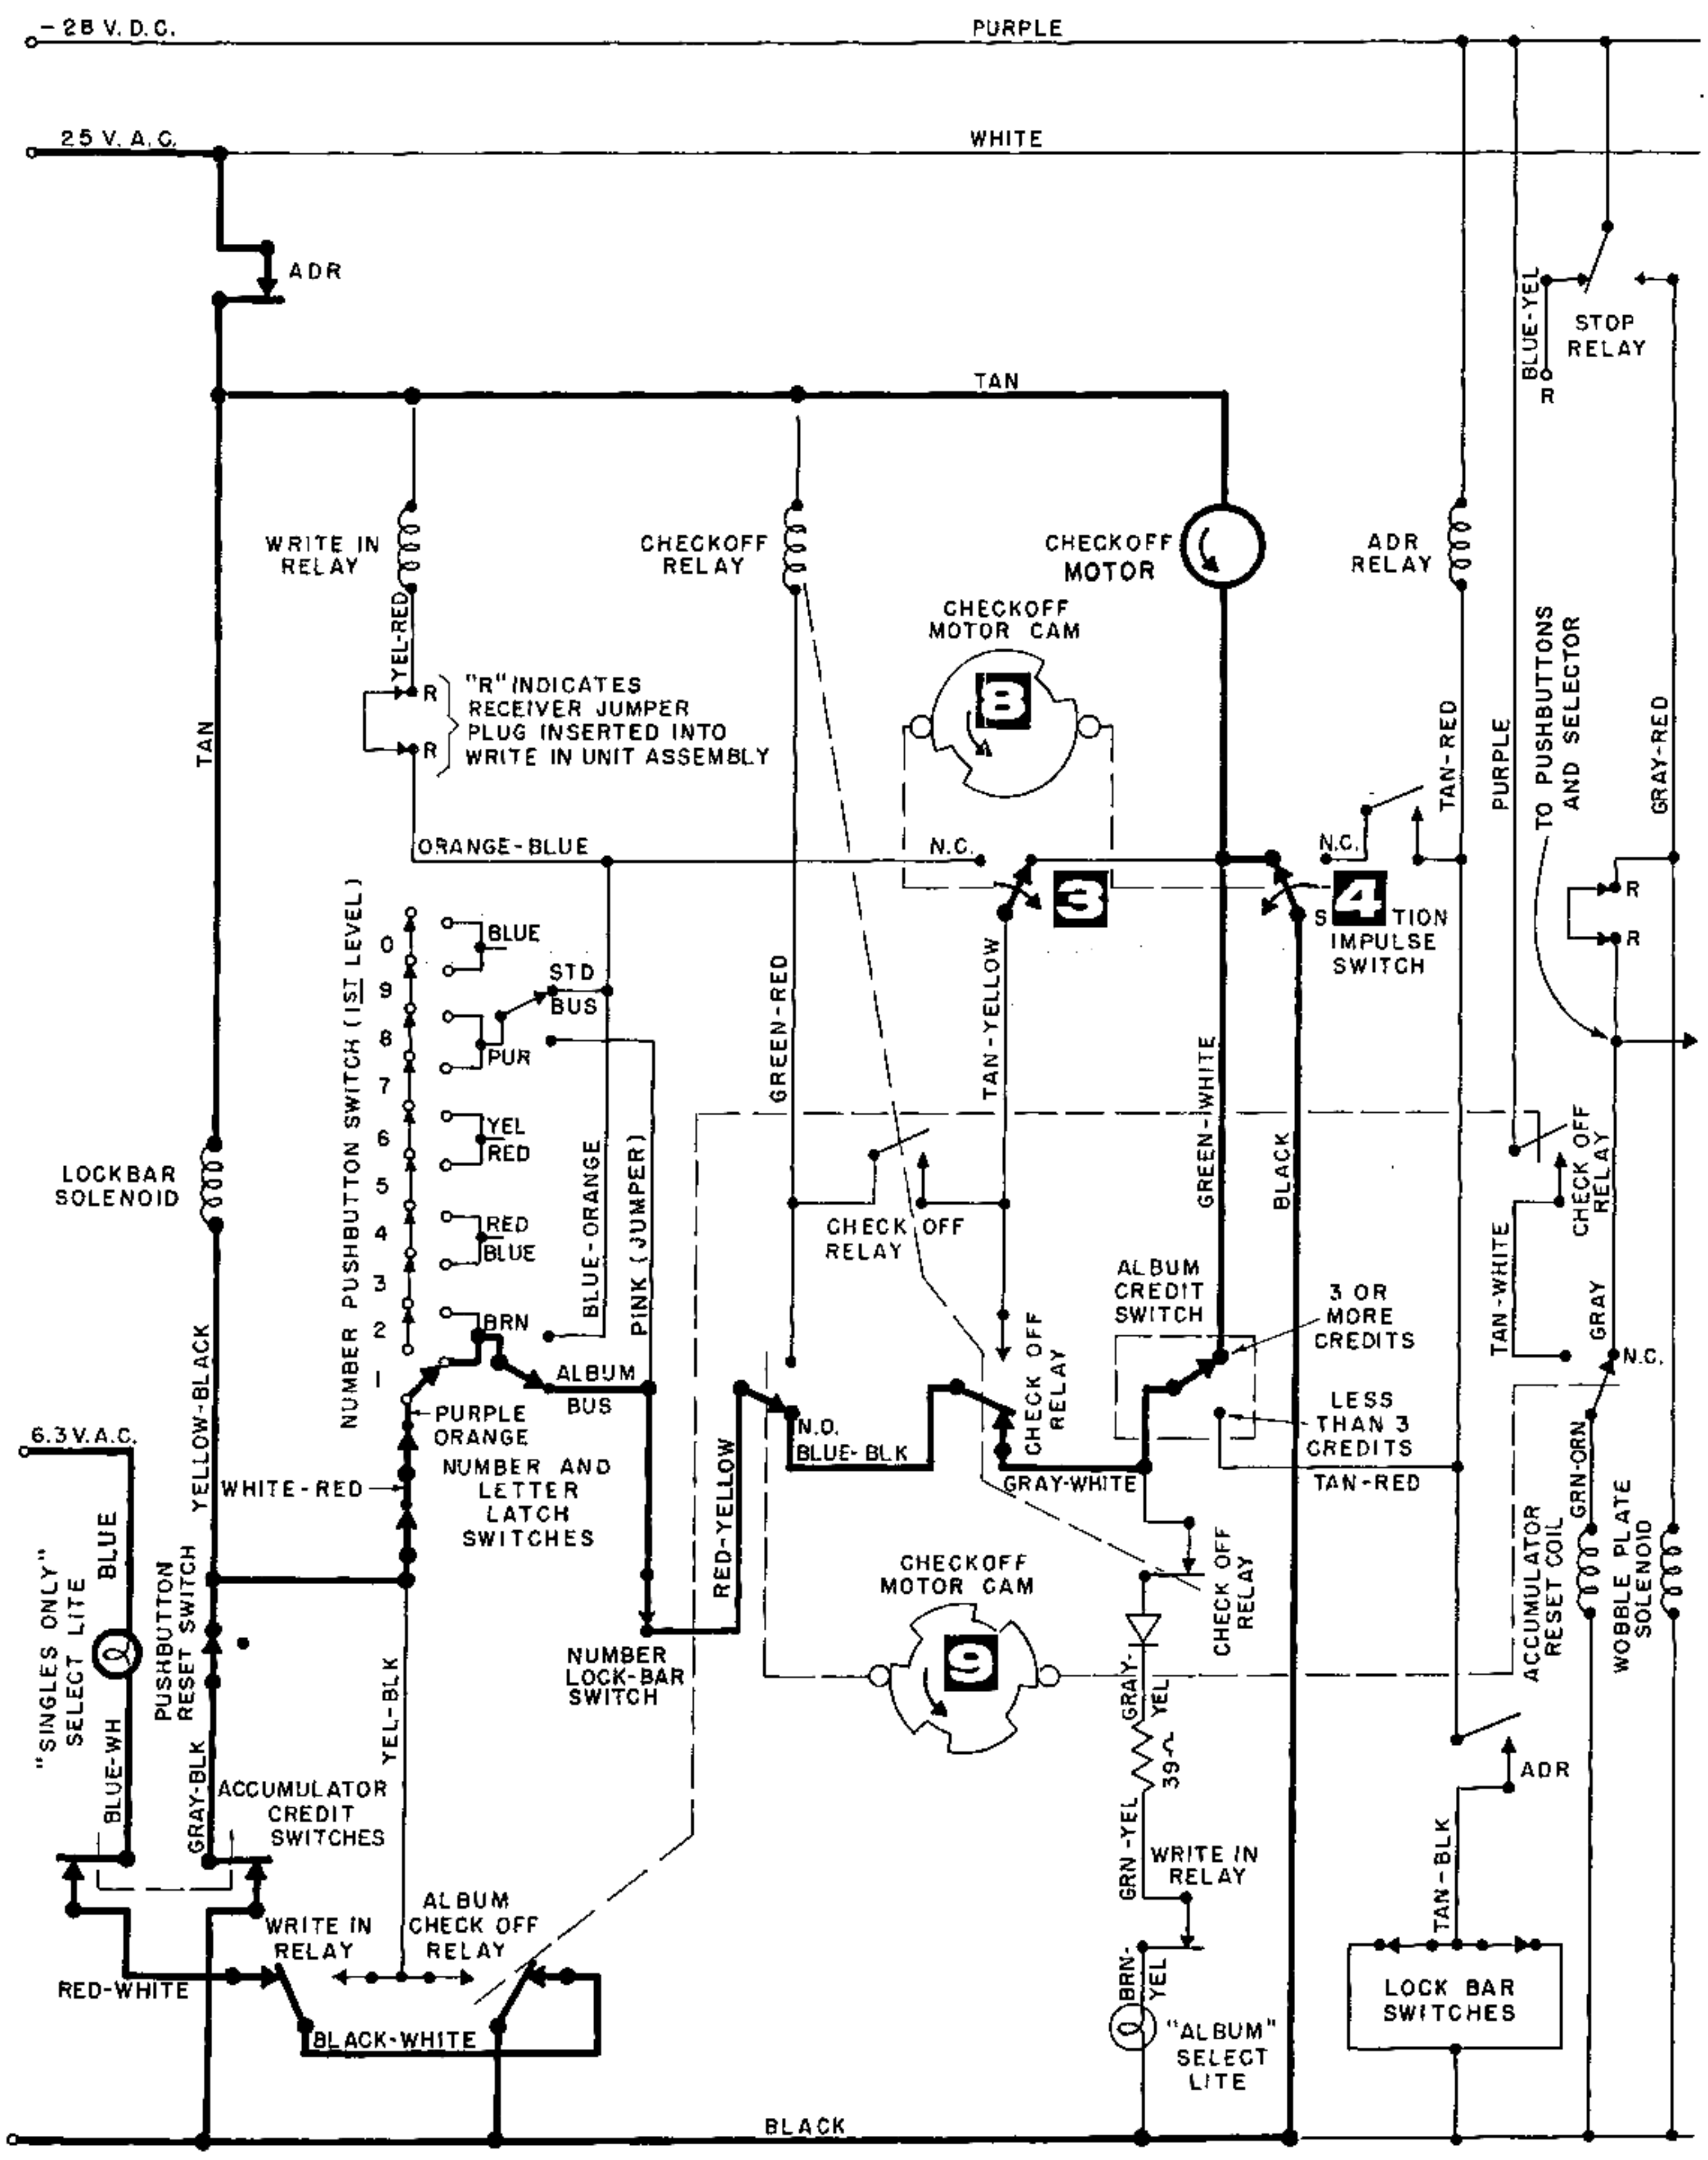 - 28 V. D. C.
PURPLE
25 V. A. C.
WHITE
ADR
BLUE-YEL
STOP
RELAY
R
TAN
WRITE IN
RELAY
CHECKOFF
RELAY
CHECKOFF
MOTOR
ADR
RELAY
YEL-RED
CHECKOFF
MOTOR CAM
8
TO PUSHBUTTONS
AND SELECTOR
R
R
"R" INDICATES
RECEIVER JUMPER
PLUG INSERTED INTO
WRITE IN UNIT ASSEMBLY
TAN
TAN-RED
PURPLE
GRAY-RED
ORANGE-BLUE
N.C.
N.C.
3
4
R
R
TION
IMPULSE
SWITCH
NUMBER PUSHBUTTON SWITCH (1ST LEVEL)
0
9
8
7
6
5
4
3
2
1
BLUE
STD
BUS
PUR
YEL
RED
RED
BLUE
BRN
ALBUM
BUS
BLUE-ORANGE
PINK (JUMPER)
GREEN-RED
TAN-YELLOW
GREEN-WHITE
BLACK
LOCKBAR
SOLENOID
CHECK OFF
RELAY
CHECK OFF
RELAY
TAN-WHITE
GRAY
ALBUM
CREDIT
SWITCH
3 OR
MORE
CREDITS
N.C.
CHECK OFF
RELAY
LESS
THAN 3
CREDITS
TAN-RED
N.O.
BLUE-BLK
GRAY-WHITE
YELLOW-BLACK
PURPLE
ORANGE
6.3 V.A.C.
WHITE-RED
NUMBER AND
LETTER
LATCH
SWITCHES
RED-YELLOW
GRN-ORN
BLUE
"SINGLES ONLY"
SELECT LITE
PUSHBUTTON
RESET SWITCH
CHECKOFF
MOTOR CAM
9
CHECK OFF
RELAY
ACCUMULATOR
RESET COIL
WOBBLE PLATE
SOLENOID
NUMBER
LOCK-BAR
SWITCH
YEL-BLK
BLUE-WH
GRAY-BLK
GRAY-
YEL
39Ω
ACCUMULATOR
CREDIT
SWITCHES
ADR
GRN-YEL
WRITE IN
RELAY
TAN-BLK
WRITE IN
RELAY
ALBUM
CHECK OFF
RELAY
RED-WHITE
BLACK-WHITE
BRN-
YEL
"ALBUM"
SELECT
LITE
LOCK BAR
SWITCHES
BLACK